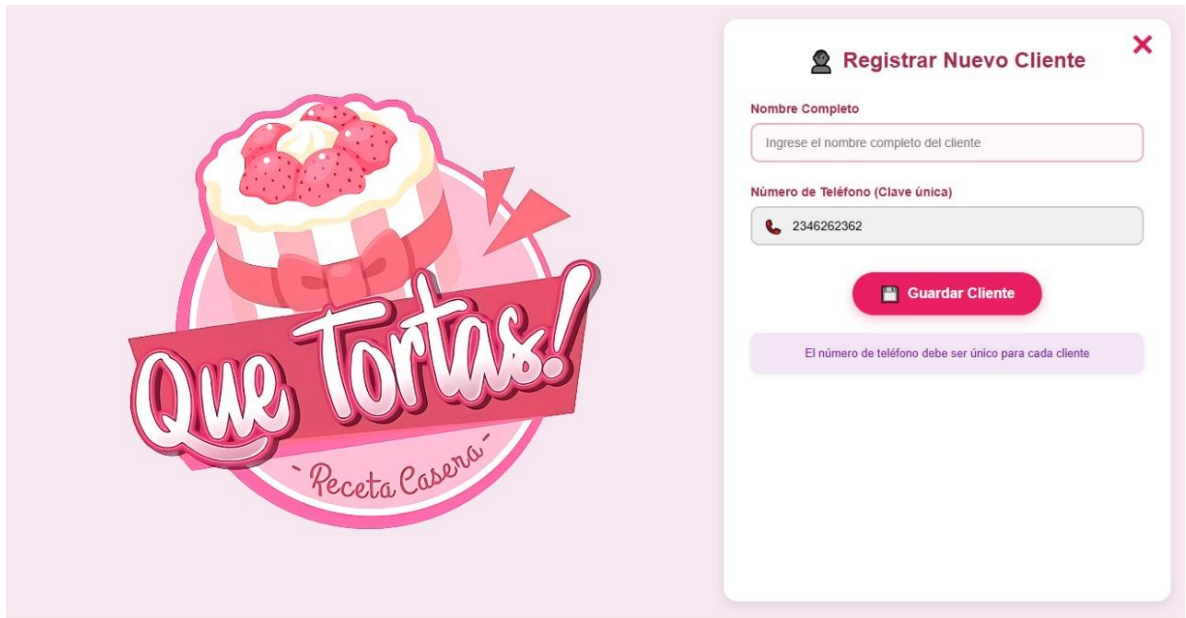 Que Tortas!
- Receta Casera -
Registrar Nuevo Cliente
Nombre Completo
Ingrese el nombre completo del cliente
Número de Teléfono (Clave única)
2346262362
Guardar Cliente
El número de teléfono debe ser único para cada cliente